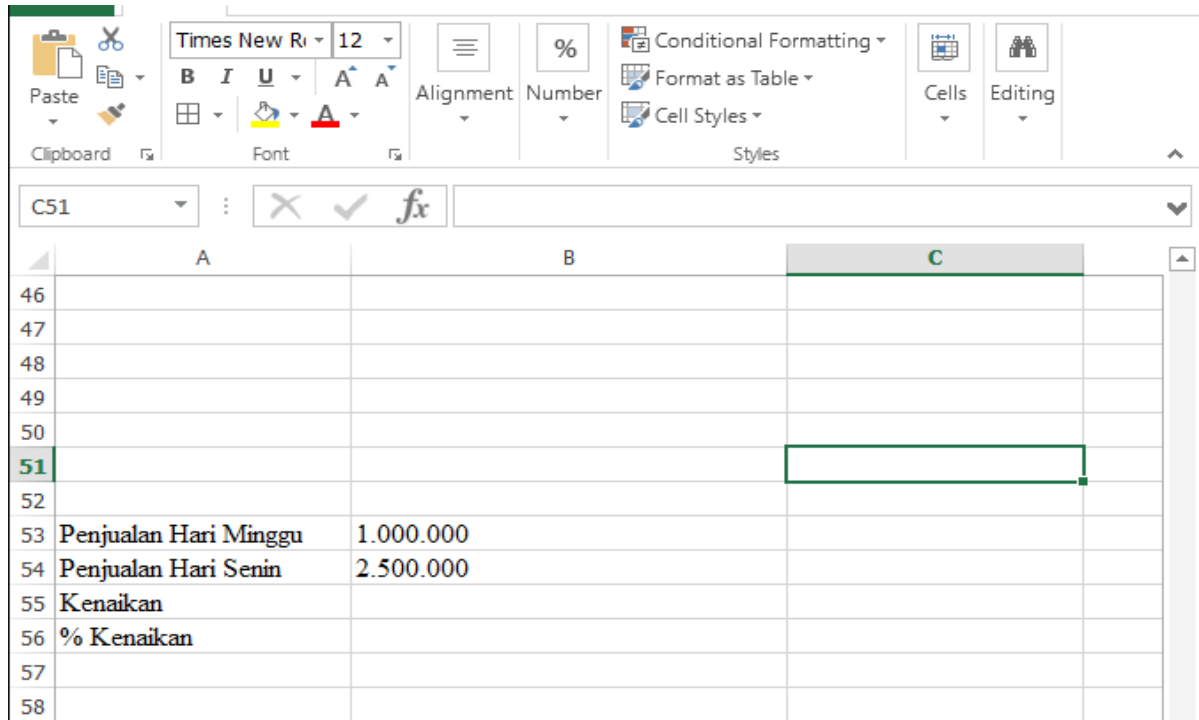 Times New R 12
% Conditional Formatting
B I U A A
Format as Table
Paste Alignment Number Cells Editing
A Cell Styles
Clipboard Font Styles
C51 fx
A B C
46
47
48
49
50
51
52
53 Penjualan Hari Minggu 1.000.000
54 Penjualan Hari Senin 2.500.000
55 Kenaikan
56 % Kenaikan
57
58